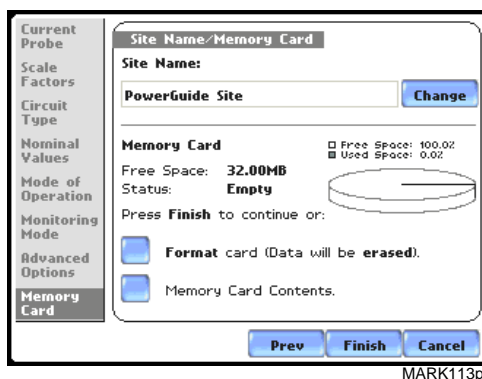 Current
Probe
Scale
Factors
Circuit
Type
Nominal
Values
Mode of
Operation
Monitoring
Mode
Advanced
Options
Memory
Card
Site Name/Memory Card
Site Name:
PowerGuide Site
Change
Memory Card
Free Space: 100.0%
Used Space: 0.0%
Free Space: 32.00MB
Status: Empty
Press Finish to continue or:
Format card (Data will be erased).
Memory Card Contents.
Prev Finish Cancel
MARK113p